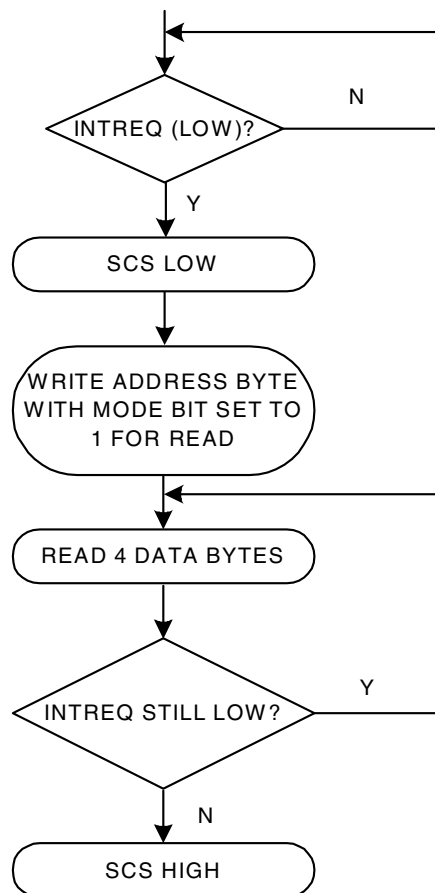 INTREQ (LOW)?
N
Y
SCS LOW
WRITE ADDRESS BYTE
WITH MODE BIT SET TO
1 FOR READ
READ 4 DATA BYTES
Y
INTREQ STILL LOW?
N
SCS HIGH